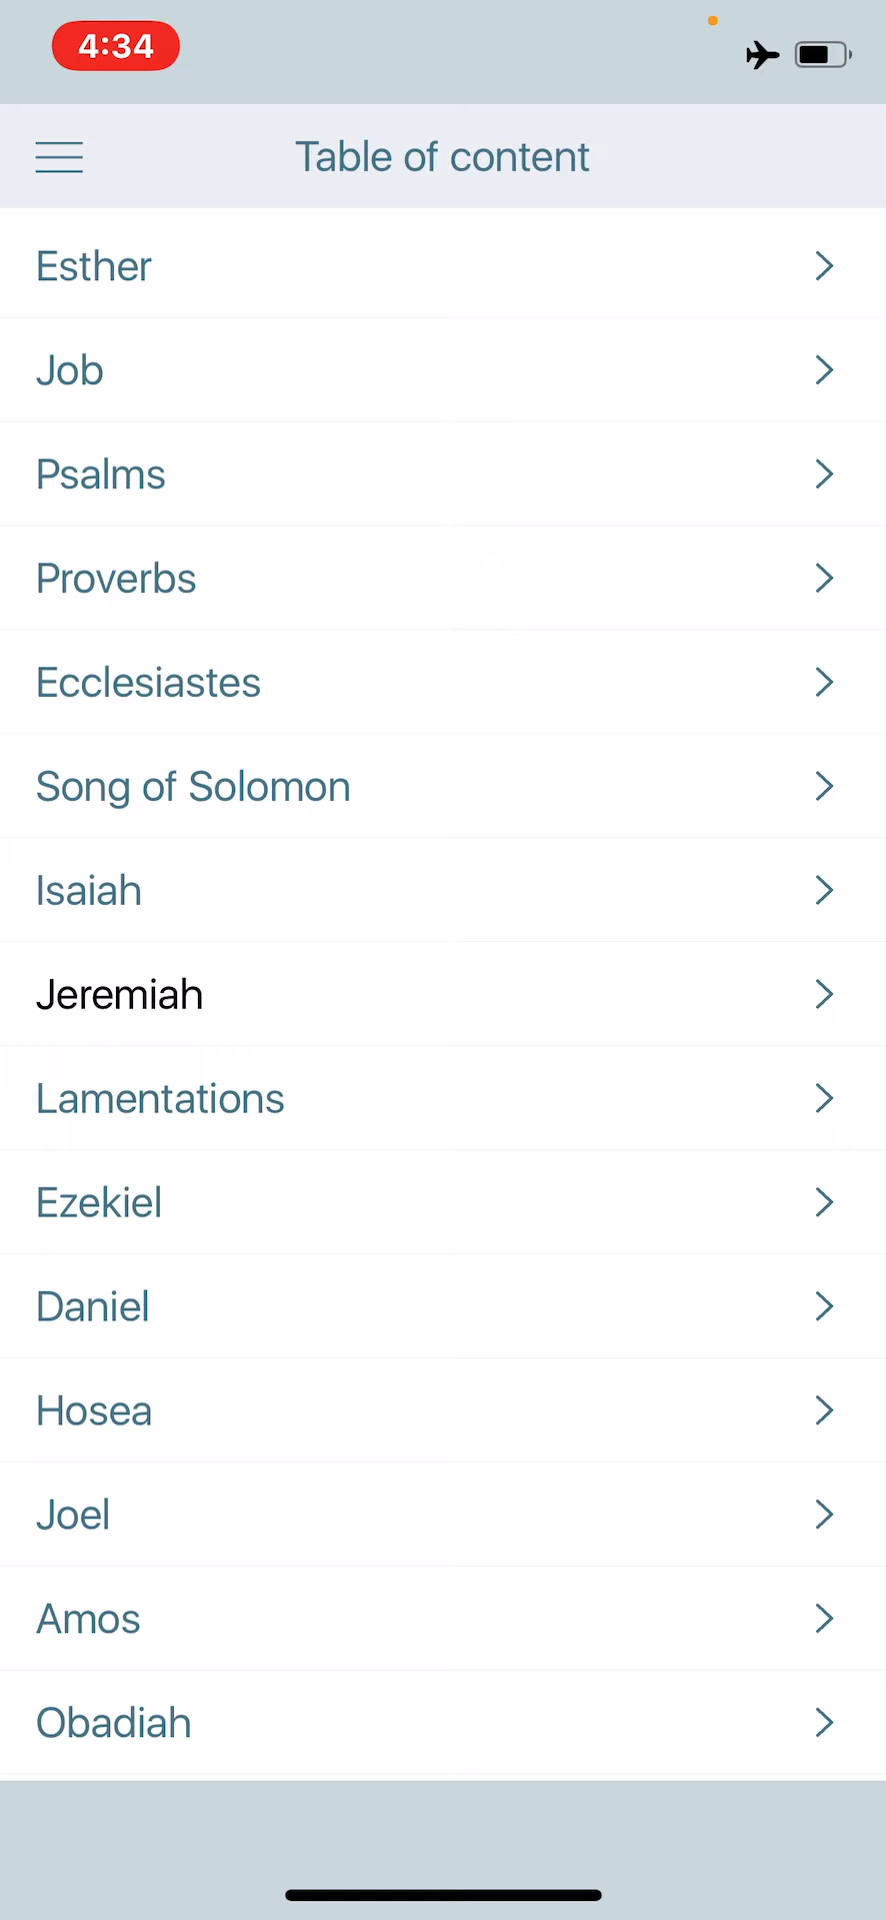 4:34
Table of content
Esther
Job
Psalms
Proverbs
Ecclesiastes
Song of Solomon
Isaiah
Jeremiah
Lamentations
Ezekiel
Daniel
Hosea
Joel
Amos
Obadiah